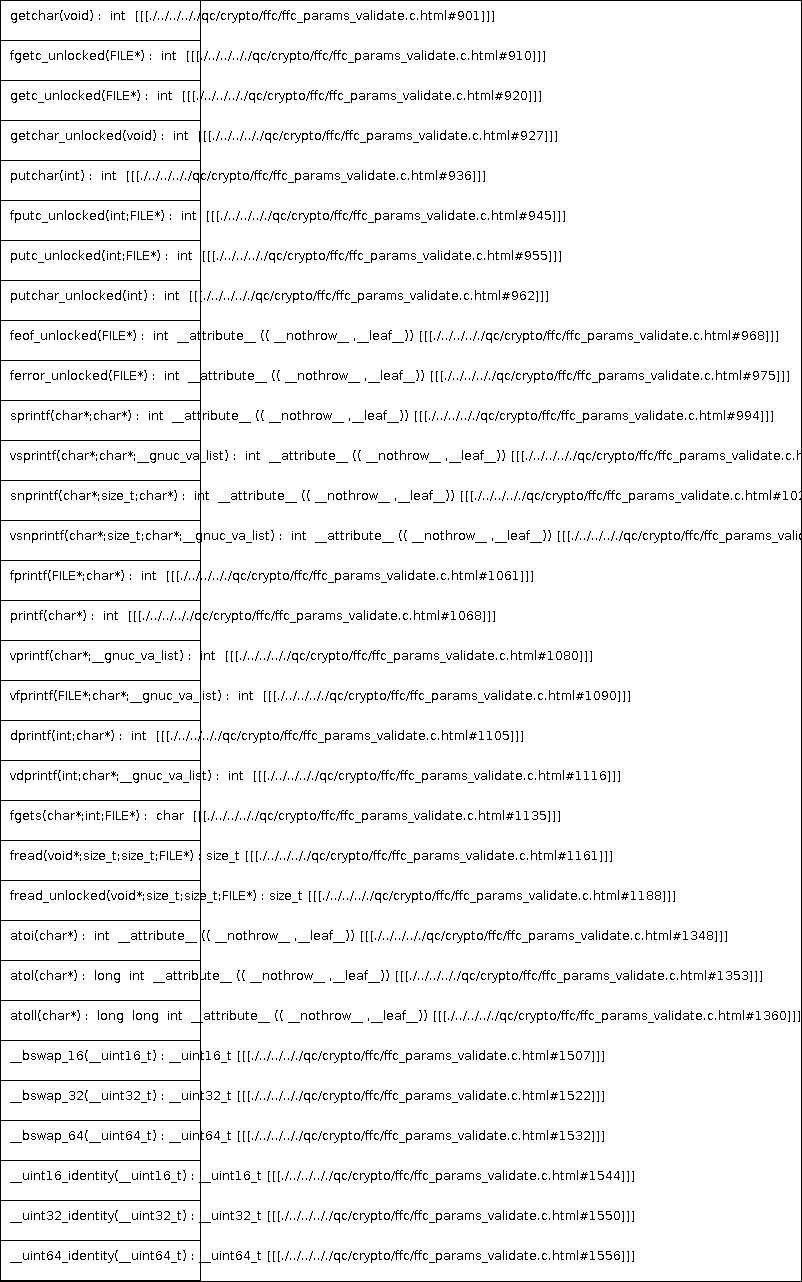 getchar(void) : int [[[./../../../qc/crypto/ffc/ffc_params_validate.c.html#901]]]
fgetc_unlocked(FILE*) : int [[[./../../../qc/crypto/ffc/ffc_params_validate.c.html#910]]]
getc_unlocked(FILE*) : int [[[./../../../qc/crypto/ffc/ffc_params_validate.c.html#920]]]
getchar_unlocked(void) : int [[[./../../../qc/crypto/ffc/ffc_params_validate.c.html#927]]]
putchar(int) : int [[[./../../../qc/crypto/ffc/ffc_params_validate.c.html#936]]]
fputc_unlocked(int;FILE*) : int [[[./../../../qc/crypto/ffc/ffc_params_validate.c.html#945]]]
putc_unlocked(int;FILE*) : int [[[./../../../qc/crypto/ffc/ffc_params_validate.c.html#955]]]
putchar_unlocked(int) : int [[[./../../../qc/crypto/ffc/ffc_params_validate.c.html#962]]]
feof_unlocked(FILE*) : int __attribute__ (( __nothrow__ ,__leaf__)) [[[./../../../qc/crypto/ffc/ffc_params_validate.c.html#968]]]
ferror_unlocked(FILE*) : int __attribute__ (( __nothrow__ ,__leaf__)) [[[./../../../qc/crypto/ffc/ffc_params_validate.c.html#975]]]
sprintf(char*;char*) : int __attribute__ (( __nothrow__ ,__leaf__)) [[[./../../../qc/crypto/ffc/ffc_params_validate.c.html#994]]]
vsprintf(char*;char*;__gnuc_va_list) : int __attribute__ (( __nothrow__ ,__leaf__)) [[[./../../../qc/crypto/ffc/ffc_params_validate.c.h
snprintf(char*;size_t;char*) : int __attribute__ (( __nothrow__ ,__leaf__)) [[[./../../../qc/crypto/ffc/ffc_params_validate.c.html#102
vsnprintf(char*;size_t;char*;__gnuc_va_list) : int __attribute__ (( __nothrow__ ,__leaf__)) [[[./../../../qc/crypto/ffc/ffc_params_valid
fprintf(FILE*;char*) : int [[[./../../../qc/crypto/ffc/ffc_params_validate.c.html#1061]]]
printf(char*) : int [[[./../../../qc/crypto/ffc/ffc_params_validate.c.html#1068]]]
vprintf(char*;__gnuc_va_list) : int [[[./../../../qc/crypto/ffc/ffc_params_validate.c.html#1080]]]
vfprintf(FILE*;char*;__gnuc_va_list) : int [[[./../../../qc/crypto/ffc/ffc_params_validate.c.html#1090]]]
dprintf(int;char*) : int [[[./../../../qc/crypto/ffc/ffc_params_validate.c.html#1105]]]
vdprintf(int;char*;__gnuc_va_list) : int [[[./../../../qc/crypto/ffc/ffc_params_validate.c.html#1116]]]
fgets(char*;int;FILE*) : char [[[./../../../qc/crypto/ffc/ffc_params_validate.c.html#1135]]]
fread(void*;size_t;size_t;FILE*) : size_t [[[./../../../qc/crypto/ffc/ffc_params_validate.c.html#1161]]]
fread_unlocked(void*;size_t;size_t;FILE*) : size_t [[[./../../../qc/crypto/ffc/ffc_params_validate.c.html#1188]]]
atoi(char*) : int __attribute__ (( __nothrow__ ,__leaf__)) [[[./../../../qc/crypto/ffc/ffc_params_validate.c.html#1348]]]
atol(char*) : long int __attribute__ (( __nothrow__ ,__leaf__)) [[[./../../../qc/crypto/ffc/ffc_params_validate.c.html#1353]]]
atoll(char*) : long long int __attribute__ (( __nothrow__ ,__leaf__)) [[[./../../../qc/crypto/ffc/ffc_params_validate.c.html#1360]]]
__bswap_16(__uint16_t) : __uint16_t [[[./../../../qc/crypto/ffc/ffc_params_validate.c.html#1507]]]
__bswap_32(__uint32_t) : __uint32_t [[[./../../../qc/crypto/ffc/ffc_params_validate.c.html#1522]]]
__bswap_64(__uint64_t) : __uint64_t [[[./../../../qc/crypto/ffc/ffc_params_validate.c.html#1532]]]
__uint16_identity(__uint16_t) : __uint16_t [[[./../../../qc/crypto/ffc/ffc_params_validate.c.html#1544]]]
__uint32_identity(__uint32_t) : __uint32_t [[[./../../../qc/crypto/ffc/ffc_params_validate.c.html#1550]]]
__uint64_identity(__uint64_t) : __uint64_t [[[./../../../qc/crypto/ffc/ffc_params_validate.c.html#1556]]]